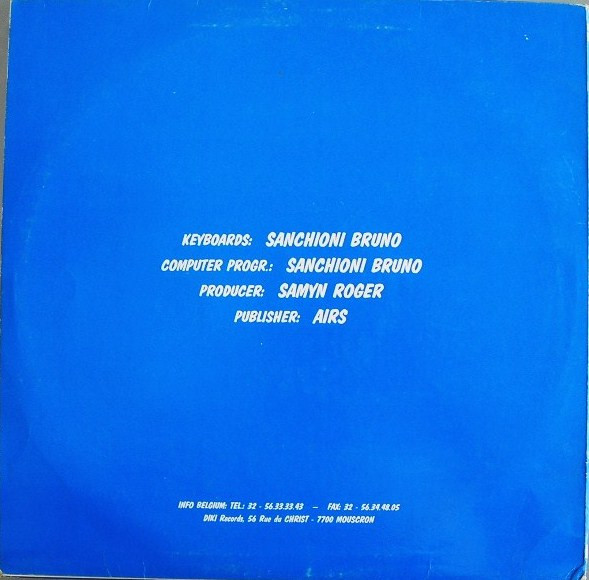 KEYBOARDS: SANCHIONI BRUNO
COMPUTER PROGR.: SANCHIONI BRUNO
PRODUCER: SAMYN ROGER
PUBLISHER: AIRS
INFO BELGIUM: TEL.: 32 - 56.33.33.43 — FAX: 32 - 56.34.48.05
DIKI Records, 56 Rue du CHRIST - 7700 MOUSCRON